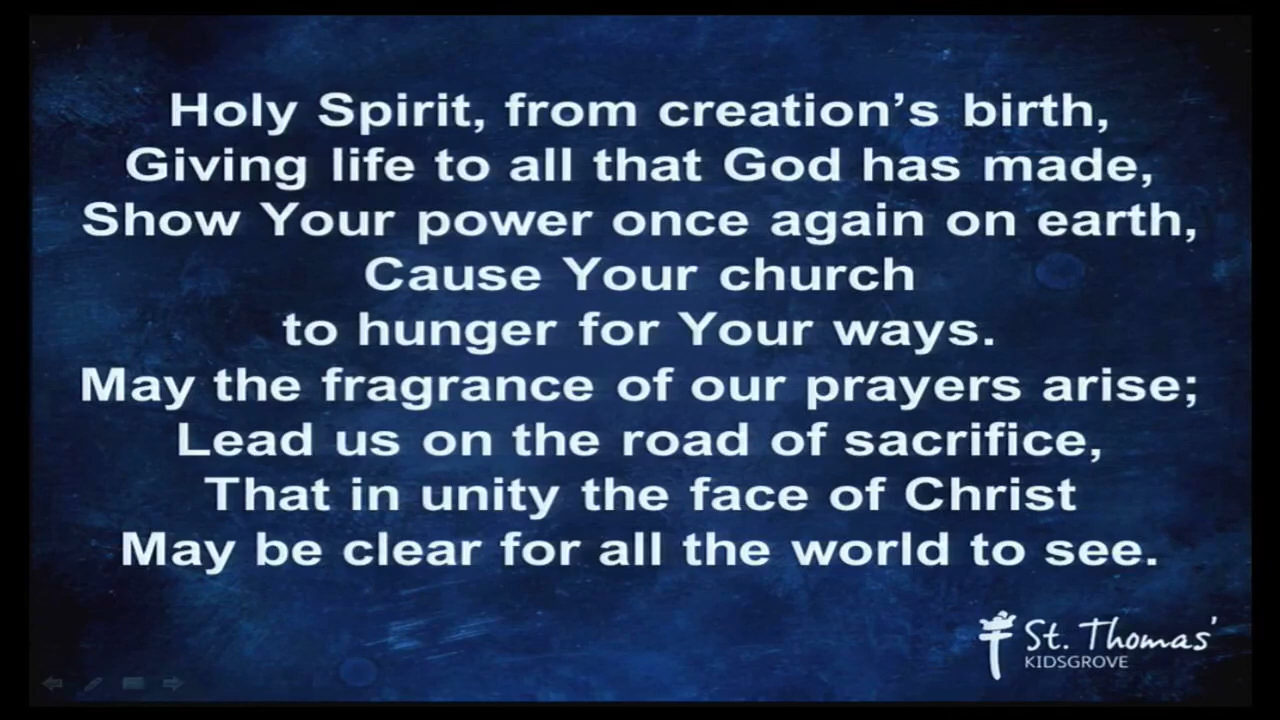 Holy Spirit, from creation’s birth,
Giving life to all that God has made,
Show Your power once again on earth,
Cause Your church
to hunger for Your ways.
May the fragrance of our prayers arise;
Lead us on the road of sacrifice,
That in unity the face of Christ
May be clear for all the world to see.
St. Thomas'
KIDSGROVE